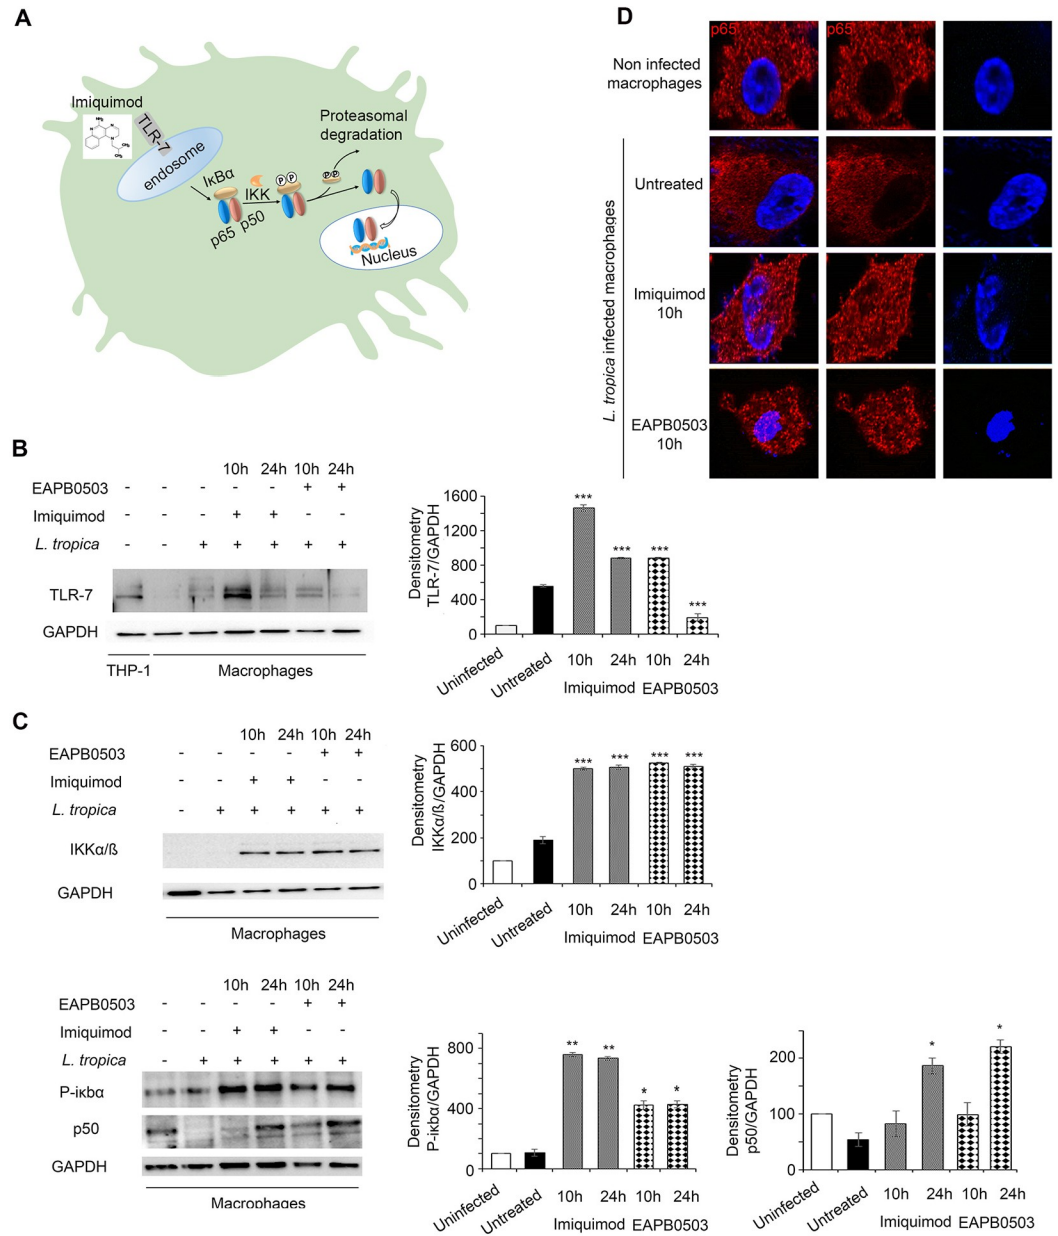 A
Imiquimod
NH₂
N
N
N
N
CH₃
CH₃
TLR-7
endosome
IκBα
IKK
p65
p50
P P
P P
Proteasomal
degradation
Nucleus
D
Non infected
macrophages
p65
p65
L. tropica infected macrophages
Untreated
Imiquimod
10h
EAPB0503
10h
B
10h 24h 10h 24h
EAPB0503 - - - - - + +
Imiquimod - - - + + - -
L. tropica - - + + + + +
TLR-7
GAPDH
THP-1 Macrophages
Densitometry
TLR-7/GAPDH
1600
1200
800
400
0
***
***
***
***
Uninfected
Untreated
10h 24h 10h 24h
Imiquimod EAPB0503
C
10h 24h 10h 24h
EAPB0503 - - - - + +
Imiquimod - - + + - -
L. tropica - + + + + +
IKKα/ß
GAPDH
Macrophages
Densitometry
IKKα/ß/GAPDH
600
400
200
0
*** *** *** ***
Uninfected
Untreated
10h 24h 10h 24h
Imiquimod EAPB0503
10h 24h 10h 24h
EAPB0503 - - - - + +
Imiquimod - - + + - -
L. tropica - + + + + +
P-ıκbα
p50
GAPDH
Macrophages
Densitometry
P-iκbα/GAPDH
800
400
0
** ** * *
Uninfected
Untreated
10h 24h 10h 24h
Imiquimod EAPB0503
Densitometry
p50/GAPDH
200
100
0
* *
Uninfected
Untreated
10h 24h 10h 24h
Imiquimod EAPB0503